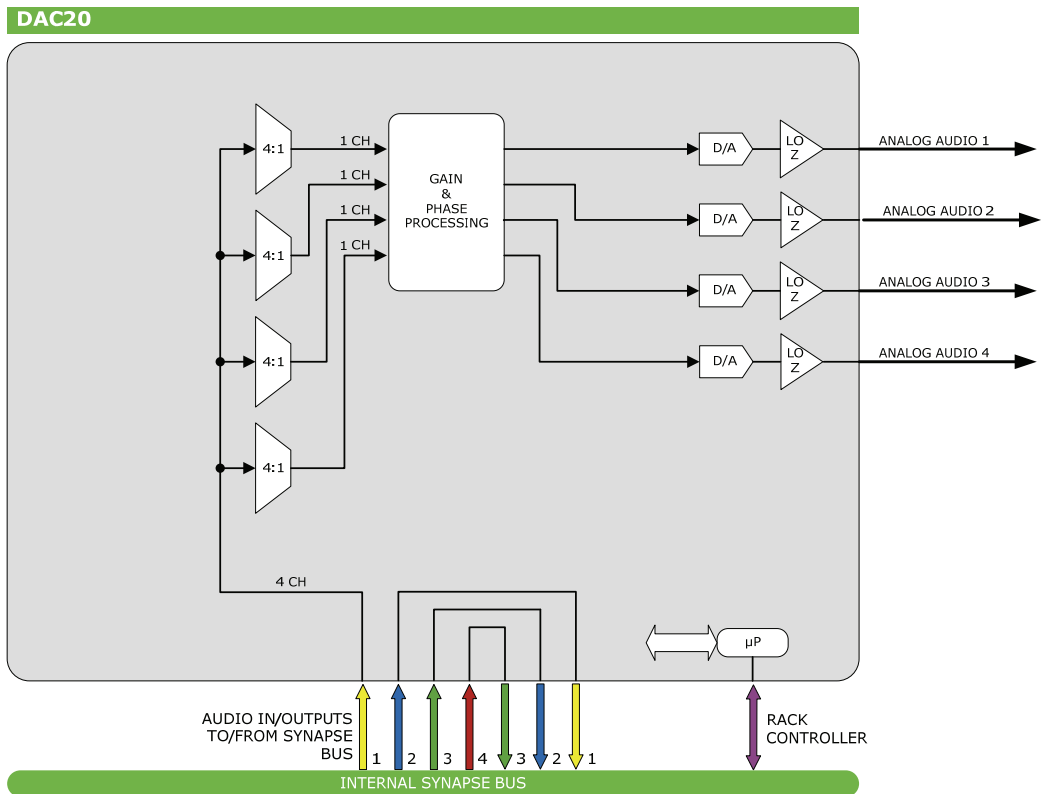 DAC20
4:1
1 CH
1 CH
1 CH
1 CH
GAIN
&
PHASE
PROCESSING
D/A
LO
Z
ANALOG AUDIO 1
D/A
LO
Z
ANALOG AUDIO 2
4:1
D/A
LO
Z
ANALOG AUDIO 3
4:1
D/A
LO
Z
ANALOG AUDIO 4
4:1
4 CH
µP
AUDIO IN/OUTPUTS
TO/FROM SYNAPSE
BUS
1
2
3
4
3
2
1
RACK
CONTROLLER
INTERNAL SYNAPSE BUS